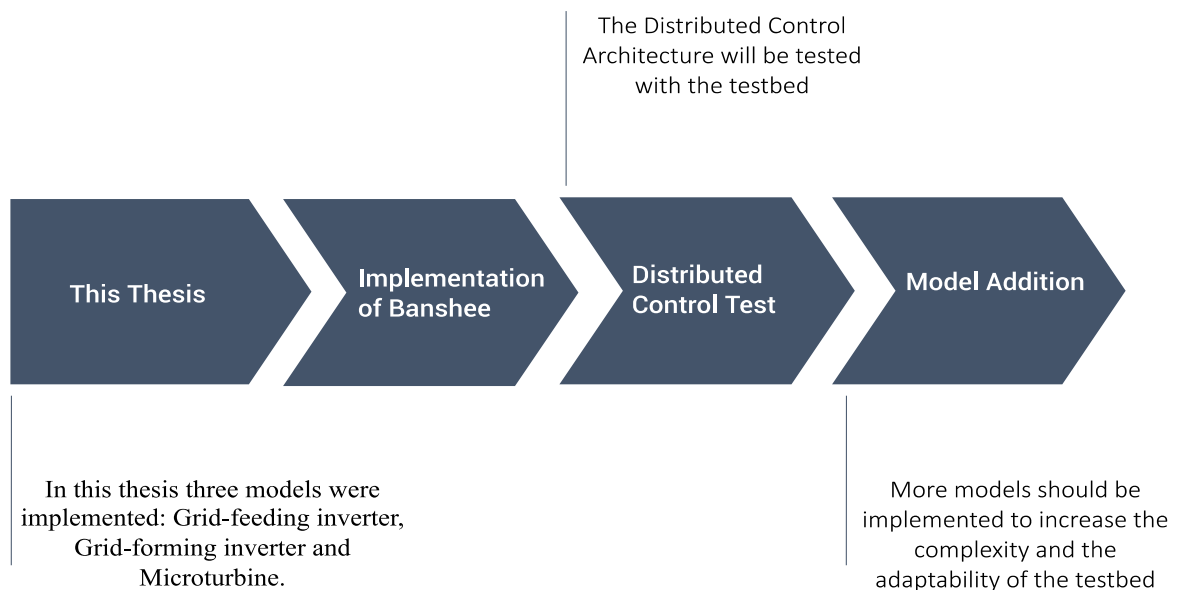 The Distributed Control
Architecture will be tested
with the testbed
This Thesis
Implementation
of Banshee
Distributed
Control Test
Model Addition
In this thesis three models were
implemented: Grid-feeding inverter,
Grid-forming inverter and
Microturbine.
More models should be
implemented to increase the
complexity and the
adaptability of the testbed